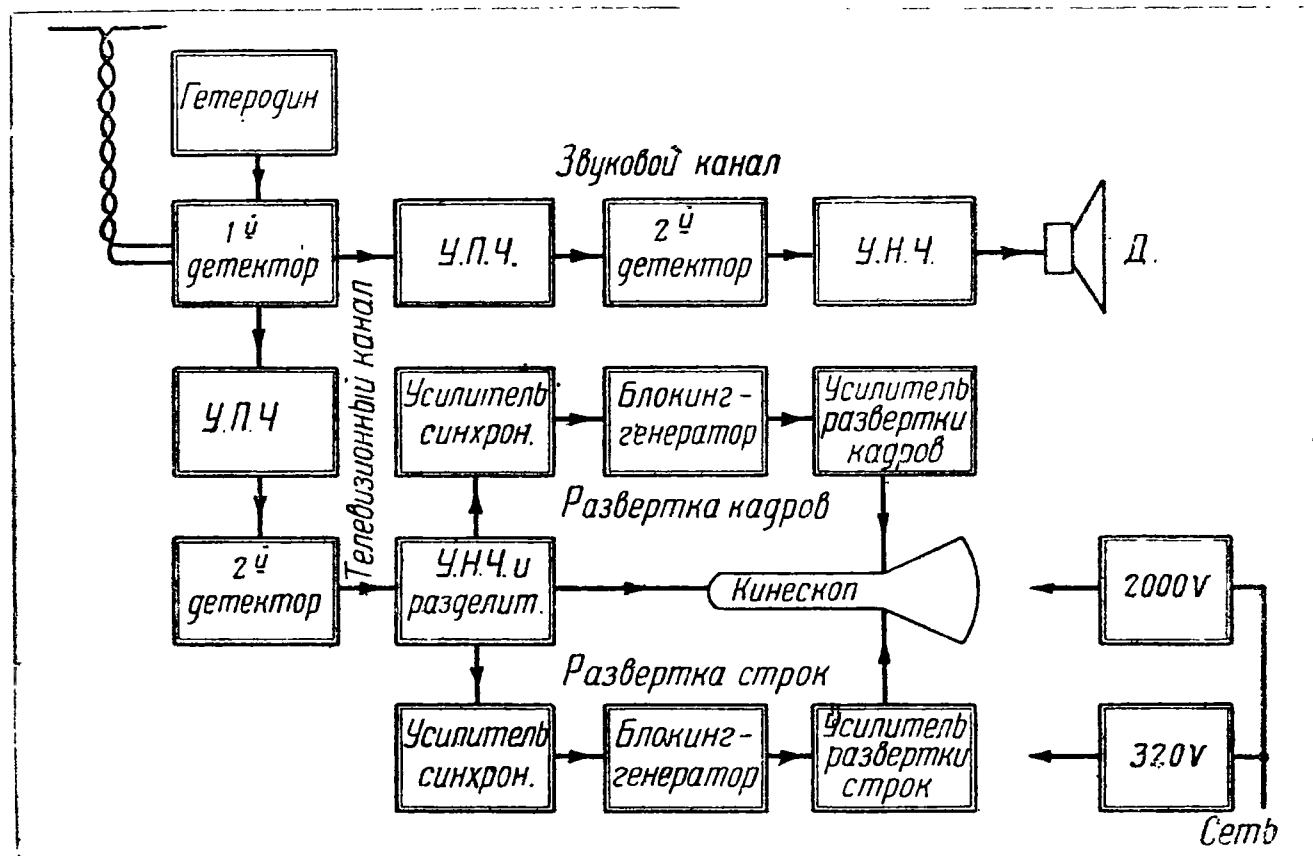 Гетеродин
Звуковой канал
1й
детектор
У.П.Ч.
2й
детектор
У.Н.Ч.
Д.
Телевизионный канал
У.П.Ч
Усилитель
синхрон.
Блокинг-
генератор
Усилитель
развертки
кадров
Развертка кадров
2й
детектор
У.Н.Ч. и
разделит.
Кинескоп
2000V
Развертка строк
Усилитель
синхрон.
Блокинг-
генератор
Усилитель
развертки
строк
320V
Сеть